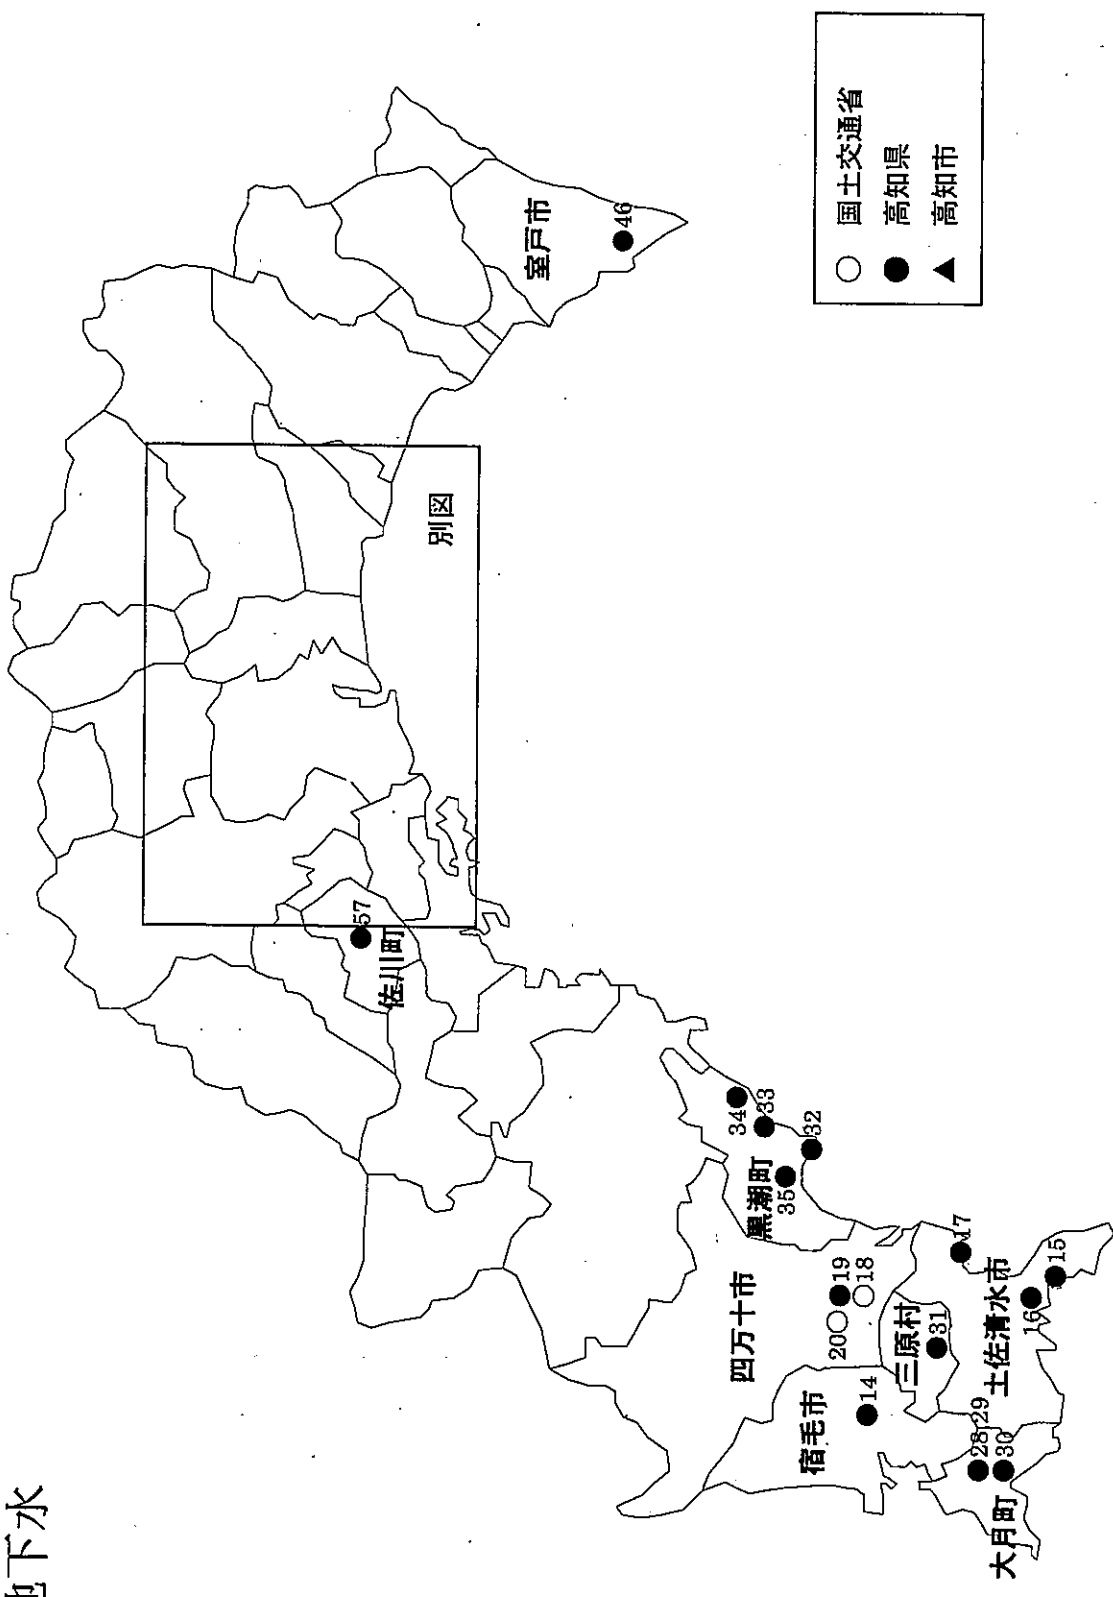 地下水
室戸市
46
別図
57
佐川町
34
33
32
黒潮町
35
17
四万十市
19
18
20
15
16
土佐清水市
三原村
31
宿毛市
14
28,29
30
大月町
国土交通省
高知県
高知市